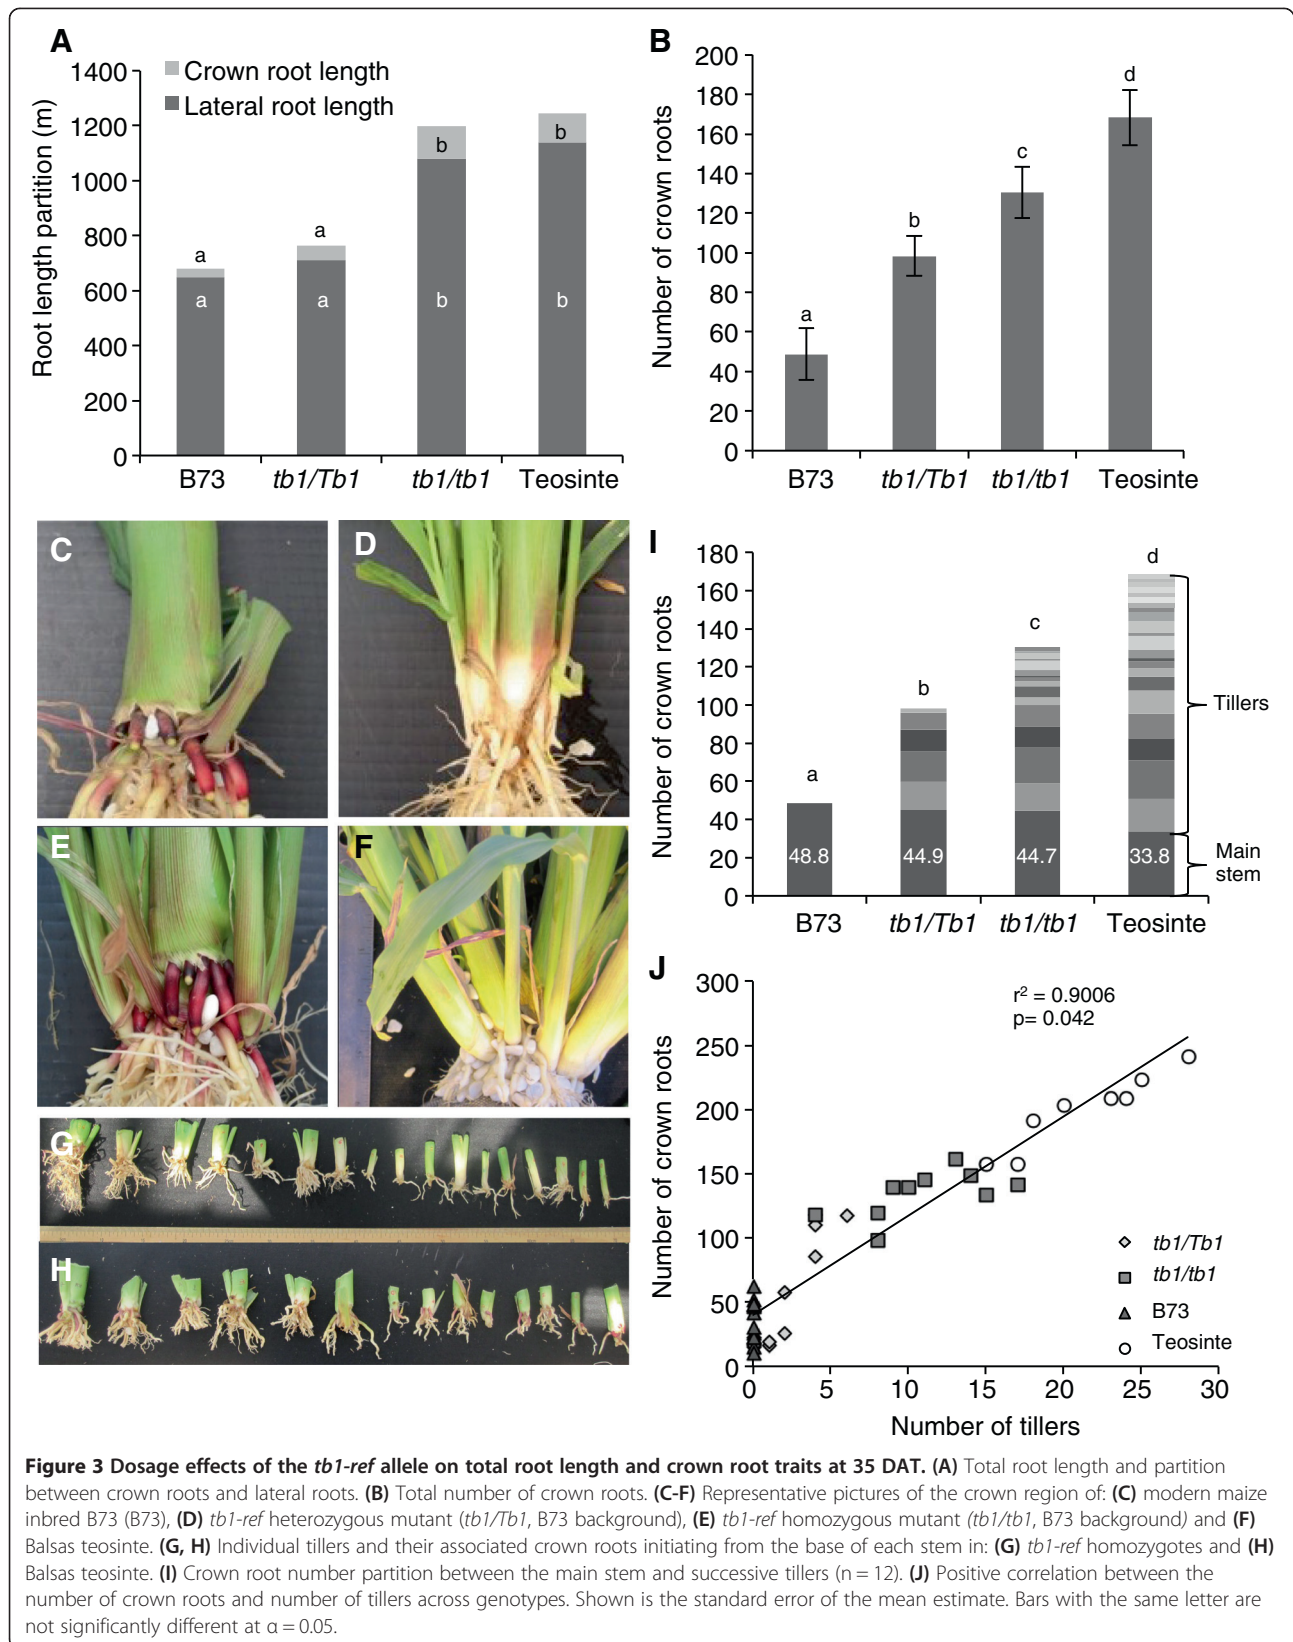 A
Root length partition (m)
1400
1200
1000
800
600
400
200
0
Crown root length
Lateral root length
a
a
b
b
a
a
b
b
B73
tb1/Tb1
tb1/tb1
Teosinte
B
Number of crown roots
200
180
160
140
120
100
80
60
40
20
0
a
b
c
d
B73
tb1/Tb1
tb1/tb1
Teosinte
C
D
E
F
G
H
I
Number of crown roots
180
160
140
120
100
80
60
40
20
0
a
b
c
d
48.8
44.9
44.7
33.8
Tillers
Main
stem
B73
tb1/Tb1
tb1/tb1
Teosinte
J
Number of crown roots
300
250
200
150
100
50
0
r² = 0.9006
p= 0.042
tb1/Tb1
tb1/tb1
B73
Teosinte
0
5
10
15
20
25
30
Number of tillers
Figure 3 Dosage effects of the tb1-ref allele on total root length and crown root traits at 35 DAT. (A) Total root length and partition
between crown roots and lateral roots. (B) Total number of crown roots. (C-F) Representative pictures of the crown region of: (C) modern maize
inbred B73 (B73), (D) tb1-ref heterozygous mutant (tb1/Tb1, B73 background), (E) tb1-ref homozygous mutant (tb1/tb1, B73 background) and (F)
Balsas teosinte. (G, H) Individual tillers and their associated crown roots initiating from the base of each stem in: (G) tb1-ref homozygotes and (H)
Balsas teosinte. (I) Crown root number partition between the main stem and successive tillers (n = 12). (J) Positive correlation between the
number of crown roots and number of tillers across genotypes. Shown is the standard error of the mean estimate. Bars with the same letter are
not significantly different at α = 0.05.